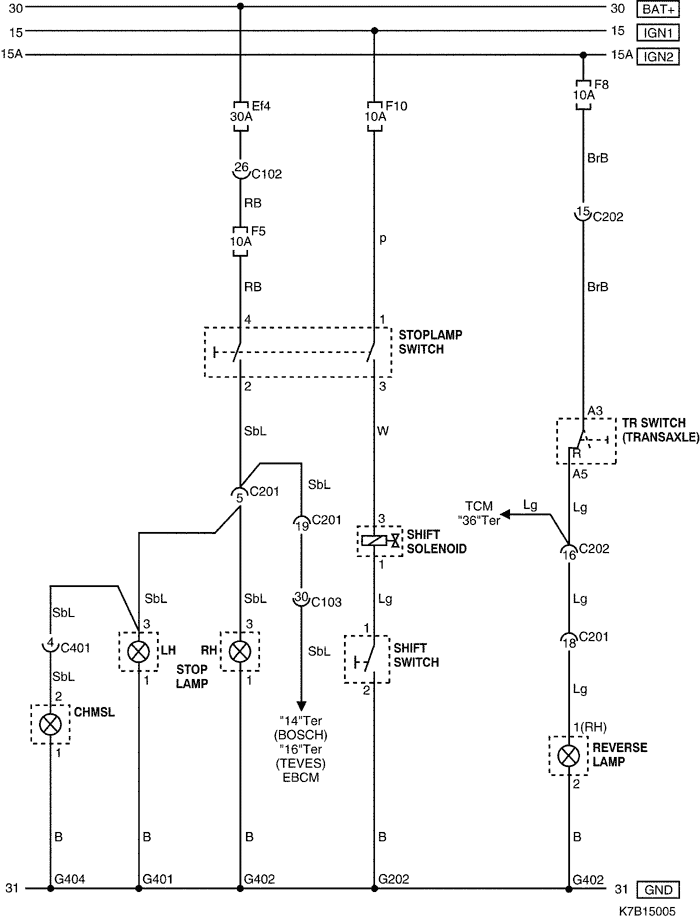 30 30 BAT+
15 15 IGN1
15A 15A IGN2
F8
10A
Ef4 F10
30A 10A
BrB
26
C102
RB
15
C202
F5
10A
p
RB BrB
4 1
STOPLAMP
SWITCH
2 3
A3
TR SWITCH
(TRANSAXLE)
R
A5
SbL W
SbL
C201
5
TCM
"36"Ter
Lg
Lg
19
C201
3
SHIFT
SOLENOID
1
16
C202
SbL
SbL
SbL
30
C103
Lg
Lg
4
C401
3
LH
RH
3
STOP
LAMP
1
1
SbL
1
SHIFT
SWITCH
2
18
C201
SbL
2
CHMSL
1
Lg
"14"Ter
(BOSCH)
"16"Ter
(TEVES)
EBCM
1(RH)
REVERSE
LAMP
2
B B B B B
31 G404 G401 G402 G202 G402 31 GND
K7B15005